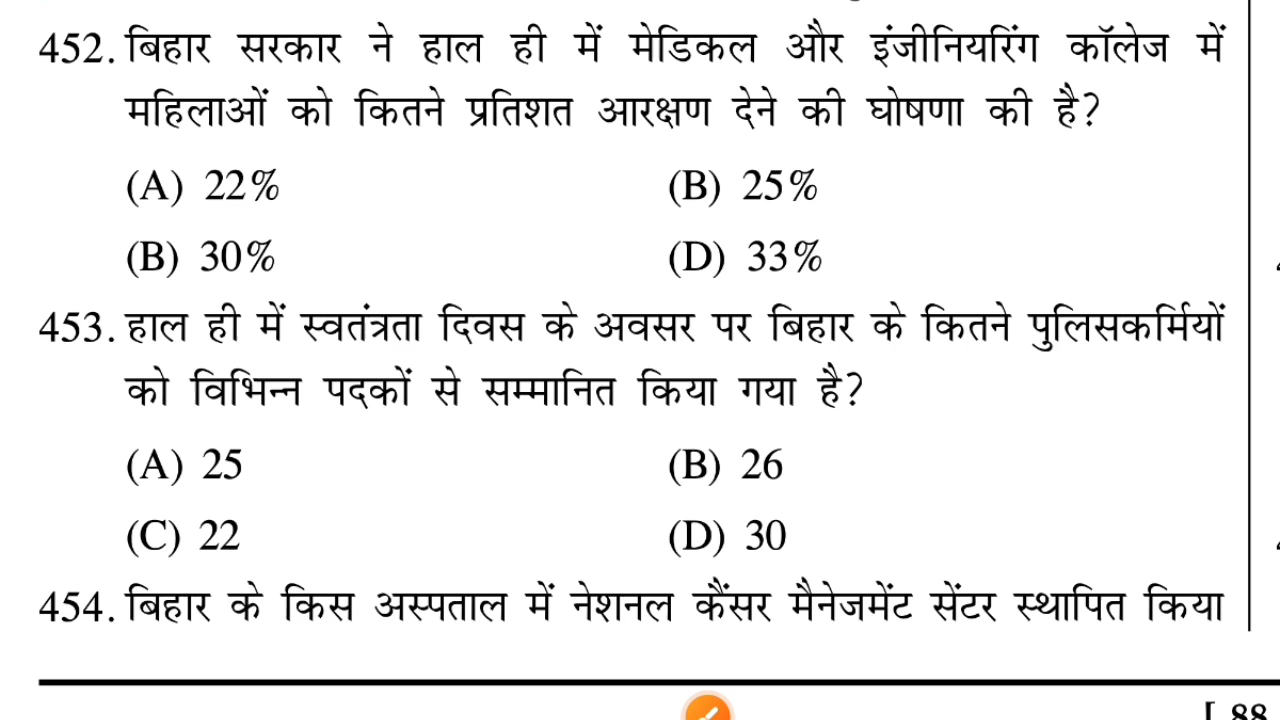 452. बिहार सरकार ने हाल ही में मेडिकल और इंजीनियरिंग कॉलेज में
महिलाओं को कितने प्रतिशत आरक्षण देने की घोषणा की है?
(A) 22% (B) 25%
(B) 30% (D) 33%
453. हाल ही में स्वतंत्रता दिवस के अवसर पर बिहार के कितने पुलिसकर्मियों
को विभिन्न पदकों से सम्मानित किया गया है?
(A) 25 (B) 26
(C) 22 (D) 30
454. बिहार के किस अस्पताल में नेशनल कैंसर मैनेजमेंट सेंटर स्थापित किया
[ 88